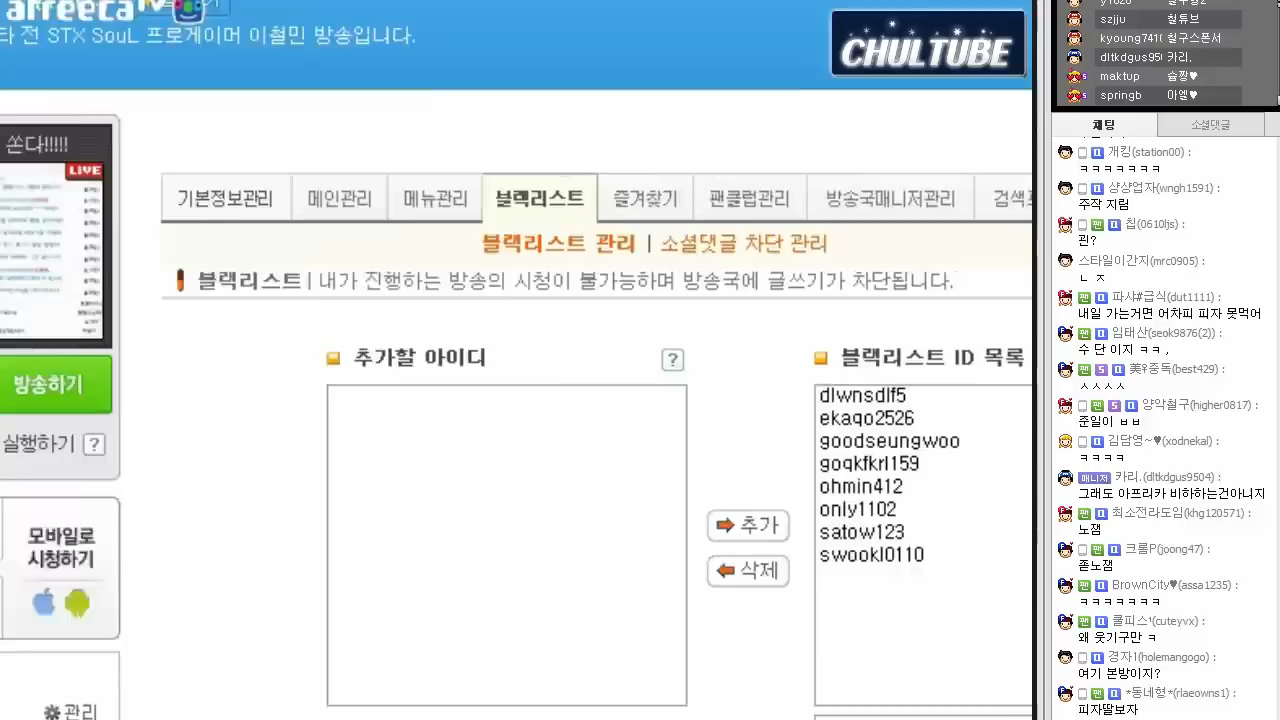 afreeca
타 전 STX SouL 프로게이머 이철민 방송입니다.
CHULTUBE
쏜다!!!!!
LIVE
방송하기
실행하기 ?
모바일로
시청하기
관리
기본정보관리 메인관리 메뉴관리 블랙리스트 즐겨찾기 팬클럽관리 방송국매니저관리
블랙리스트 관리 | 소셜댓글 차단 관리
블랙리스트 | 내가 진행하는 방송의 시청이 불가능하며 방송국에 글쓰기가 차단됩니다.
추가할 아이디 ?
추가
삭제
블랙리스트 ID 목록
dlwnsdlf5
ekaqo2526
goodseungwoo
goqkfkrl159
ohmin412
only1102
satow123
swookl0110
szjju 철튜브
kyoung7410 철구스폰서
dltkdgus950 카리,
maktup 슴짱♥
springb 아엘♥
채팅 소셜댓글
개킹(station00) :
ㅋㅋㅋㅋㅋㅋㅋ
샹샹업자(wngh1591) :
주작 지림
칩(0610ljs) :
핀?
스타일이간지(mrc0905) :
ㄴ ㅈ
파샤#급식(dut1111) :
내일 가는거면 어챠피 피자 못먹어
임태산(seok9876(2)) :
수 단 이지 ㅋㅋ ,
중독(best429) :
ㅅㅅㅅㅅ
양악철구(higher0817) :
준일이 ㅂㅂ
김담영~♥(xodnekal) :
ㅋㅋㅋㅋ
매니저 카리.(dltkdgus9504) :
그래도 아프리카 비하하는건아니지
최소전라도임(khg120571) :
노잼
크룸P(joong47) :
졷노잼
BrownCity♥(assa1235) :
ㅋㅋㅋㅋㅋㅋㅋ
쿨피스'(cuteyvx) :
왜 웃기구만 ㅋ
경자1(holemangogo) :
여기 본방이지?
*동네형*(rlaeowns1) :
피자딸보자